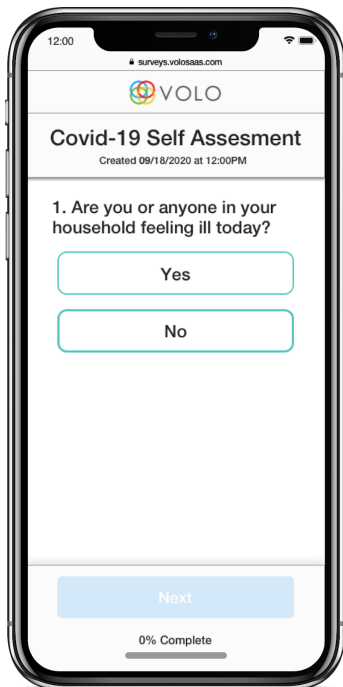 12:00
surveys.volosaas.com
VOLO
Covid-19 Self Assesment
Created 09/18/2020 at 12:00PM
1. Are you or anyone in your
household feeling ill today?
Yes
No
Next
0% Complete